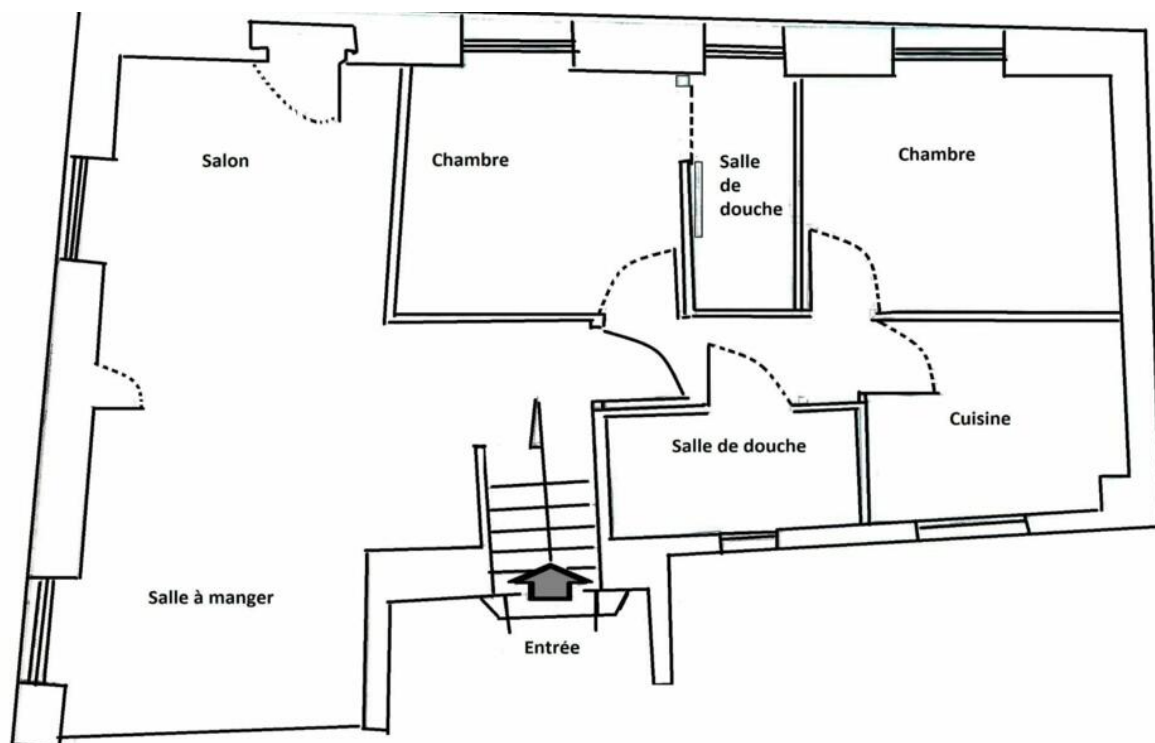 Salon
Chambre
Salle
de
douche
Chambre
Salle de douche
Cuisine
Salle à manger
Entrée